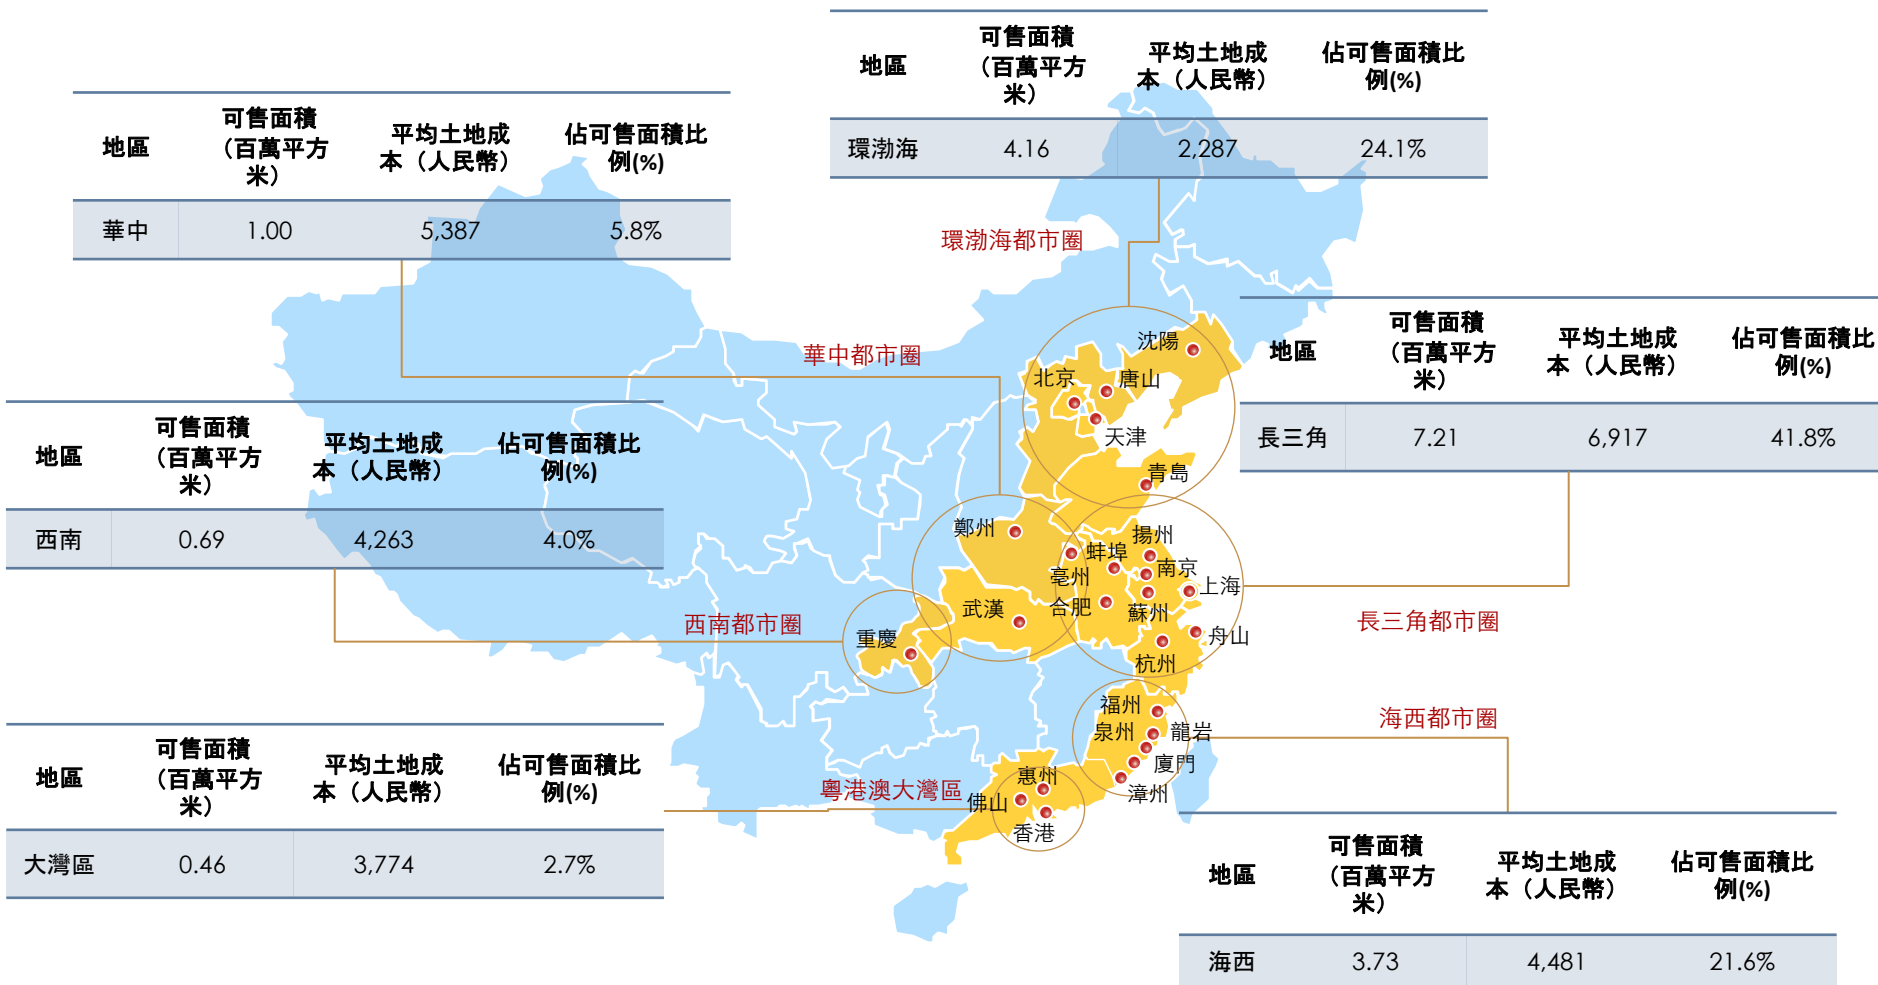 地區
可售面積
（百萬平方
米）
平均土地成
本（人民幣）
佔可售面積比
例(%)
環渤海 4.16 2,287 24.1%
地區
可售面積
（百萬平方
米）
平均土地成
本（人民幣）
佔可售面積比
例(%)
華中 1.00 5,387 5.8%
環渤海都市圈
華中都市圈
地區
可售面積
（百萬平方
米）
平均土地成
本（人民幣）
佔可售面積比
例(%)
長三角 7.21 6,917 41.8%
地區
可售面積
（百萬平方
米）
平均土地成
本（人民幣）
佔可售面積比
例(%)
西南 0.69 4,263 4.0%
瀋陽
北京
唐山
天津
青島
鄭州
揚州
蚌埠
南京
亳州
上海
合肥
蘇州
武漢
舟山
杭州
重慶
西南都市圈
長三角都市圈
福州
泉州
龍岩
廈門
漳州
海西都市圈
地區
可售面積
（百萬平方
米）
平均土地成
本（人民幣）
佔可售面積比
例(%)
大灣區 0.46 3,774 2.7%
粵港澳大灣區
惠州
佛山
香港
地區
可售面積
（百萬平方
米）
平均土地成
本（人民幣）
佔可售面積比
例(%)
海西 3.73 4,481 21.6%